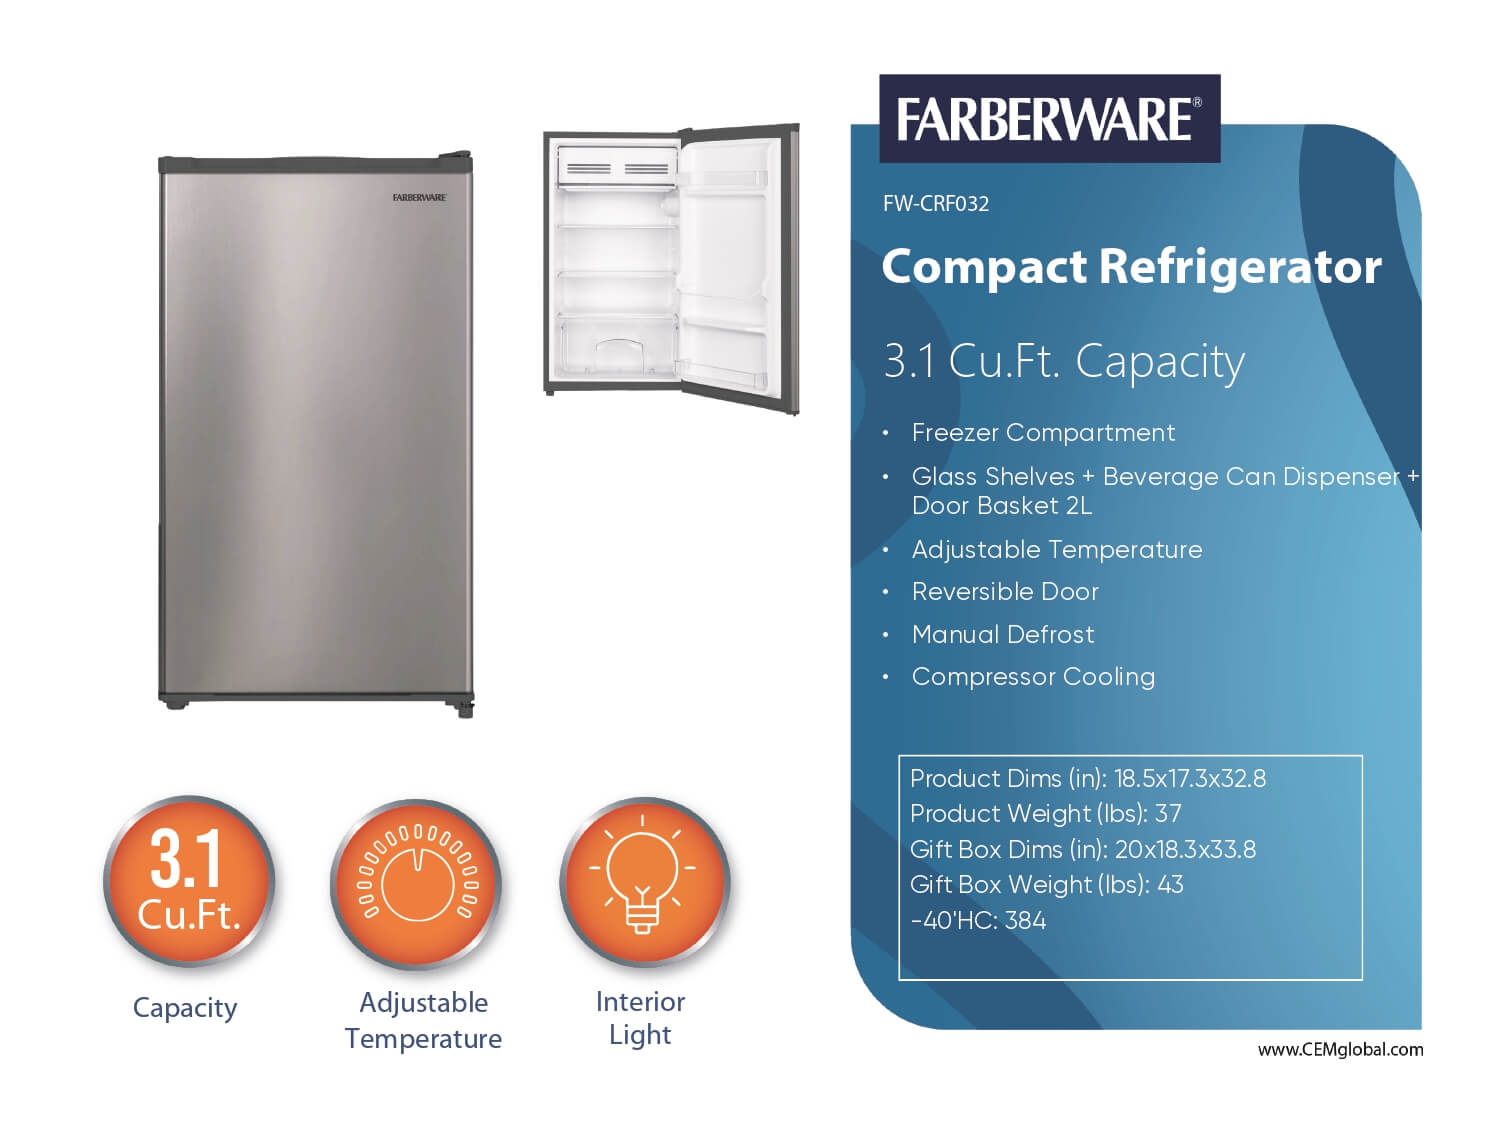 FARBERWARE
FARBERWARE®
FW-CRF032
Compact Refrigerator
3.1 Cu.Ft. Capacity
• Freezer Compartment
• Glass Shelves + Beverage Can Dispenser +
Door Basket 2L
• Adjustable Temperature
• Reversible Door
• Manual Defrost
• Compressor Cooling
Product Dims (in): 18.5x17.3x32.8
Product Weight (lbs): 37
Gift Box Dims (in): 20x18.3x33.8
Gift Box Weight (lbs): 43
-40'HC: 384
3.1
Cu.Ft.
Capacity
Adjustable
Temperature
Interior
Light
www.CEMglobal.com